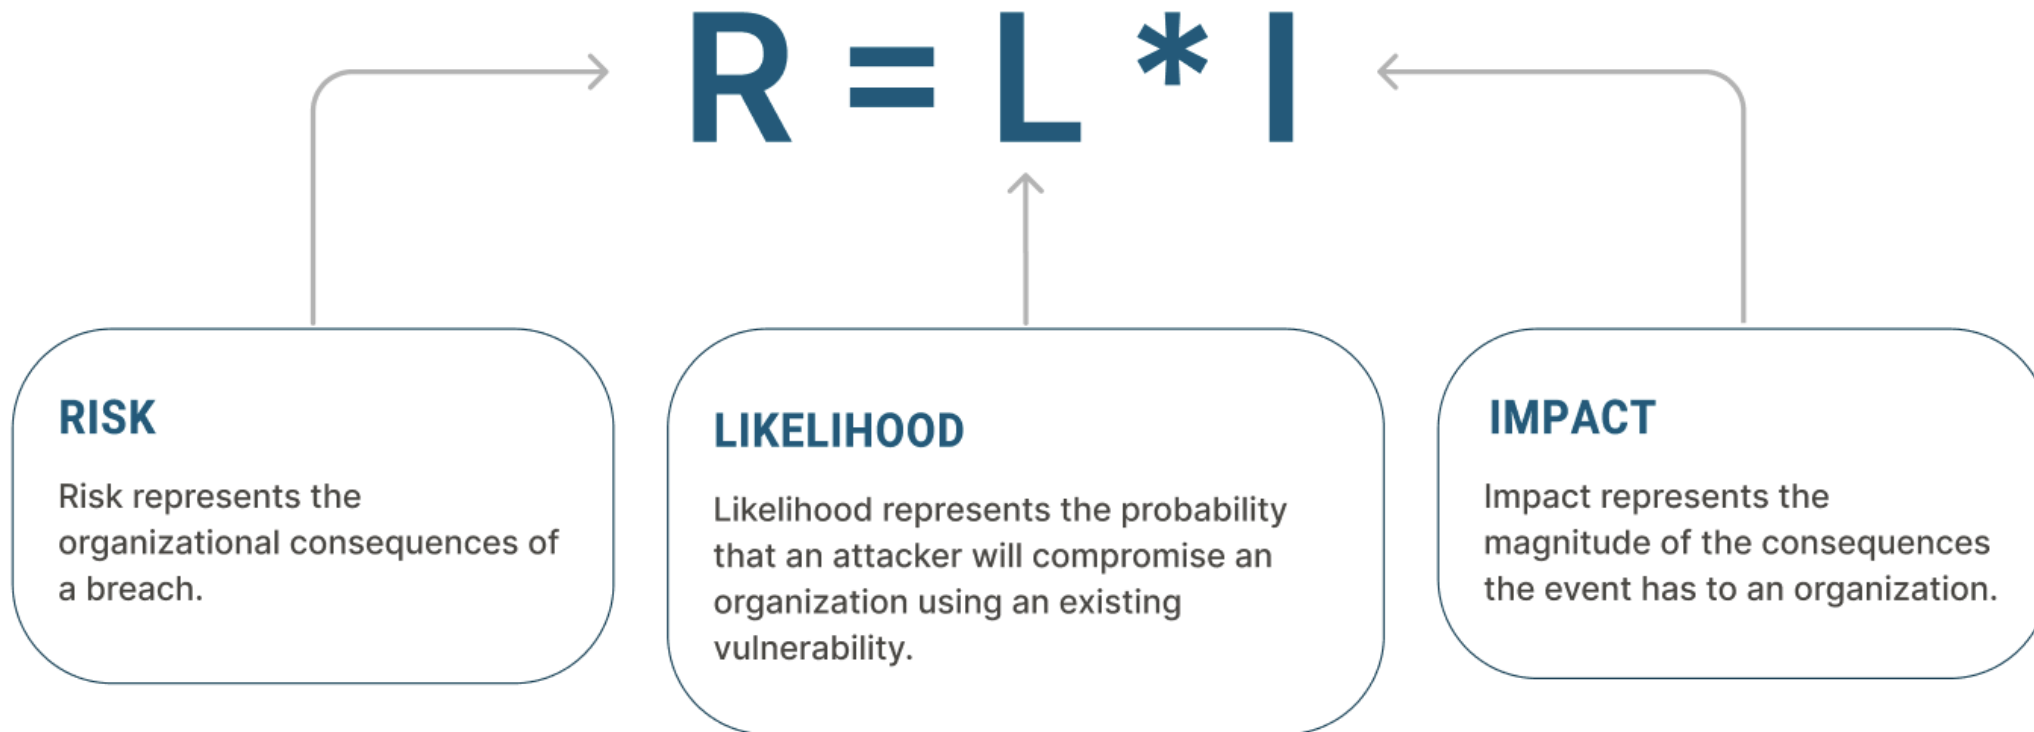 R = L * I
RISK
Risk represents the
organizational consequences of
a breach.
LIKELIHOOD
Likelihood represents the probability
that an attacker will compromise an
organization using an existing
vulnerability.
IMPACT
Impact represents the
magnitude of the consequences
the event has to an organization.